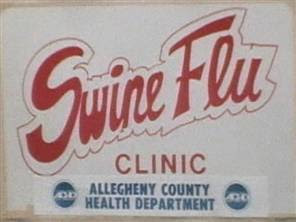 Swine Flu
CLINIC
ALLEGHENY COUNTY
HEALTH DEPARTMENT